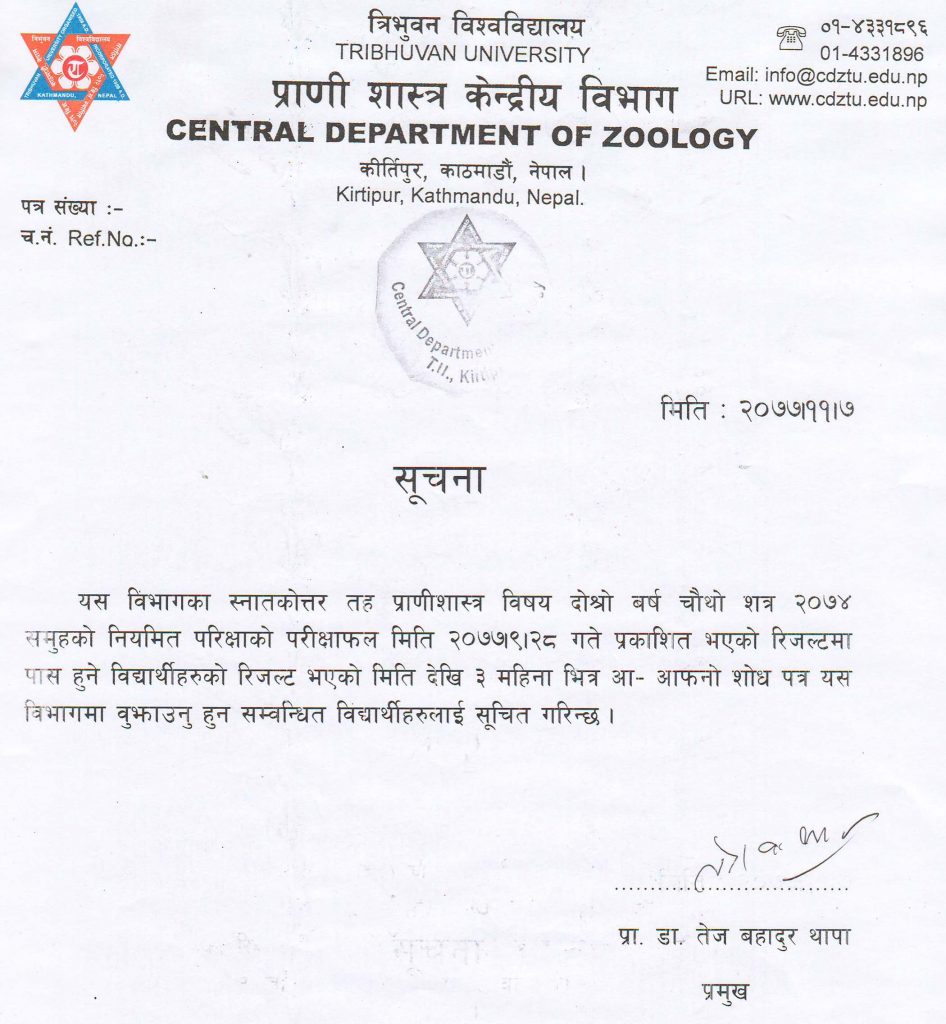 त्रिभुवन विश्वविद्यालय
TRIBHUVAN UNIVERSITY
प्राणी शास्त्र केन्द्रीय विभाग
CENTRAL DEPARTMENT OF ZOOLOGY
कीर्तिपुर, काठमाडौं, नेपाल ।
Kirtipur, Kathmandu, Nepal.
०१-४३३१८९६
01-4331896
Email: info@cdztu.edu.np
URL: www.cdztu.edu.np
पत्र संख्या :-
च.नं. Ref.No.:-
Central Department
T.U., Kirti
मिति : २०७७।११।७
सूचना
यस विभागका स्नातकोत्तर तह प्राणीशास्त्र विषय दोश्रो बर्ष चौथो शत्र २०७४
समुहको नियमित परिक्षाको परीक्षाफल मिति २०७७।९।२८ गते प्रकाशित भएको रिजल्टमा
पास हुने विद्यार्थीहरुको रिजल्ट भएको मिति देखि ३ महिना भित्र आ- आफनो शोध पत्र यस
विभागमा वुझाउनु हुन सम्वन्धित विद्यार्थीहरुलाई सूचित गरिन्छ ।
प्रा. डा. तेज बहादुर थापा
प्रमुख